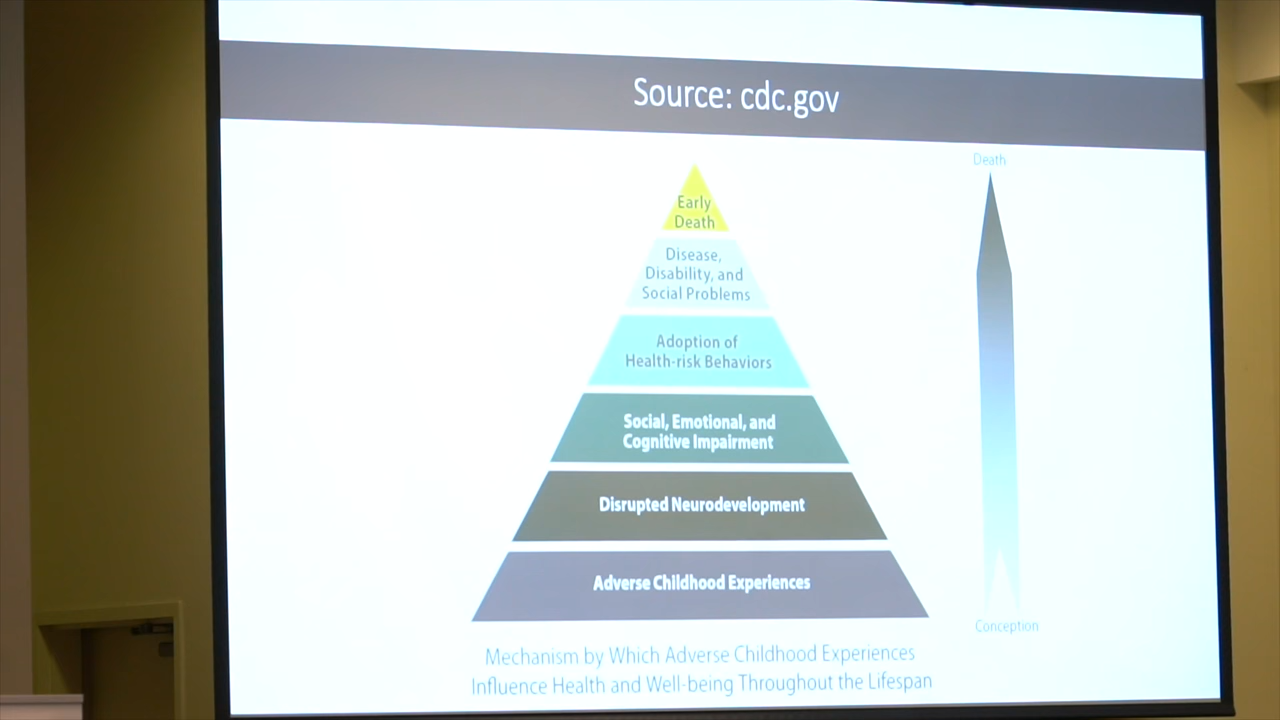 Source: cdc.gov
Death
Early
Death
Disease,
Disability, and
Social Problems
Adoption of
Health-risk Behaviors
Social, Emotional, and
Cognitive Impairment
Disrupted Neurodevelopment
Adverse Childhood Experiences
Conception
Mechanism by Which Adverse Childhood Experiences
Influence Health and Well-being Throughout the Lifespan